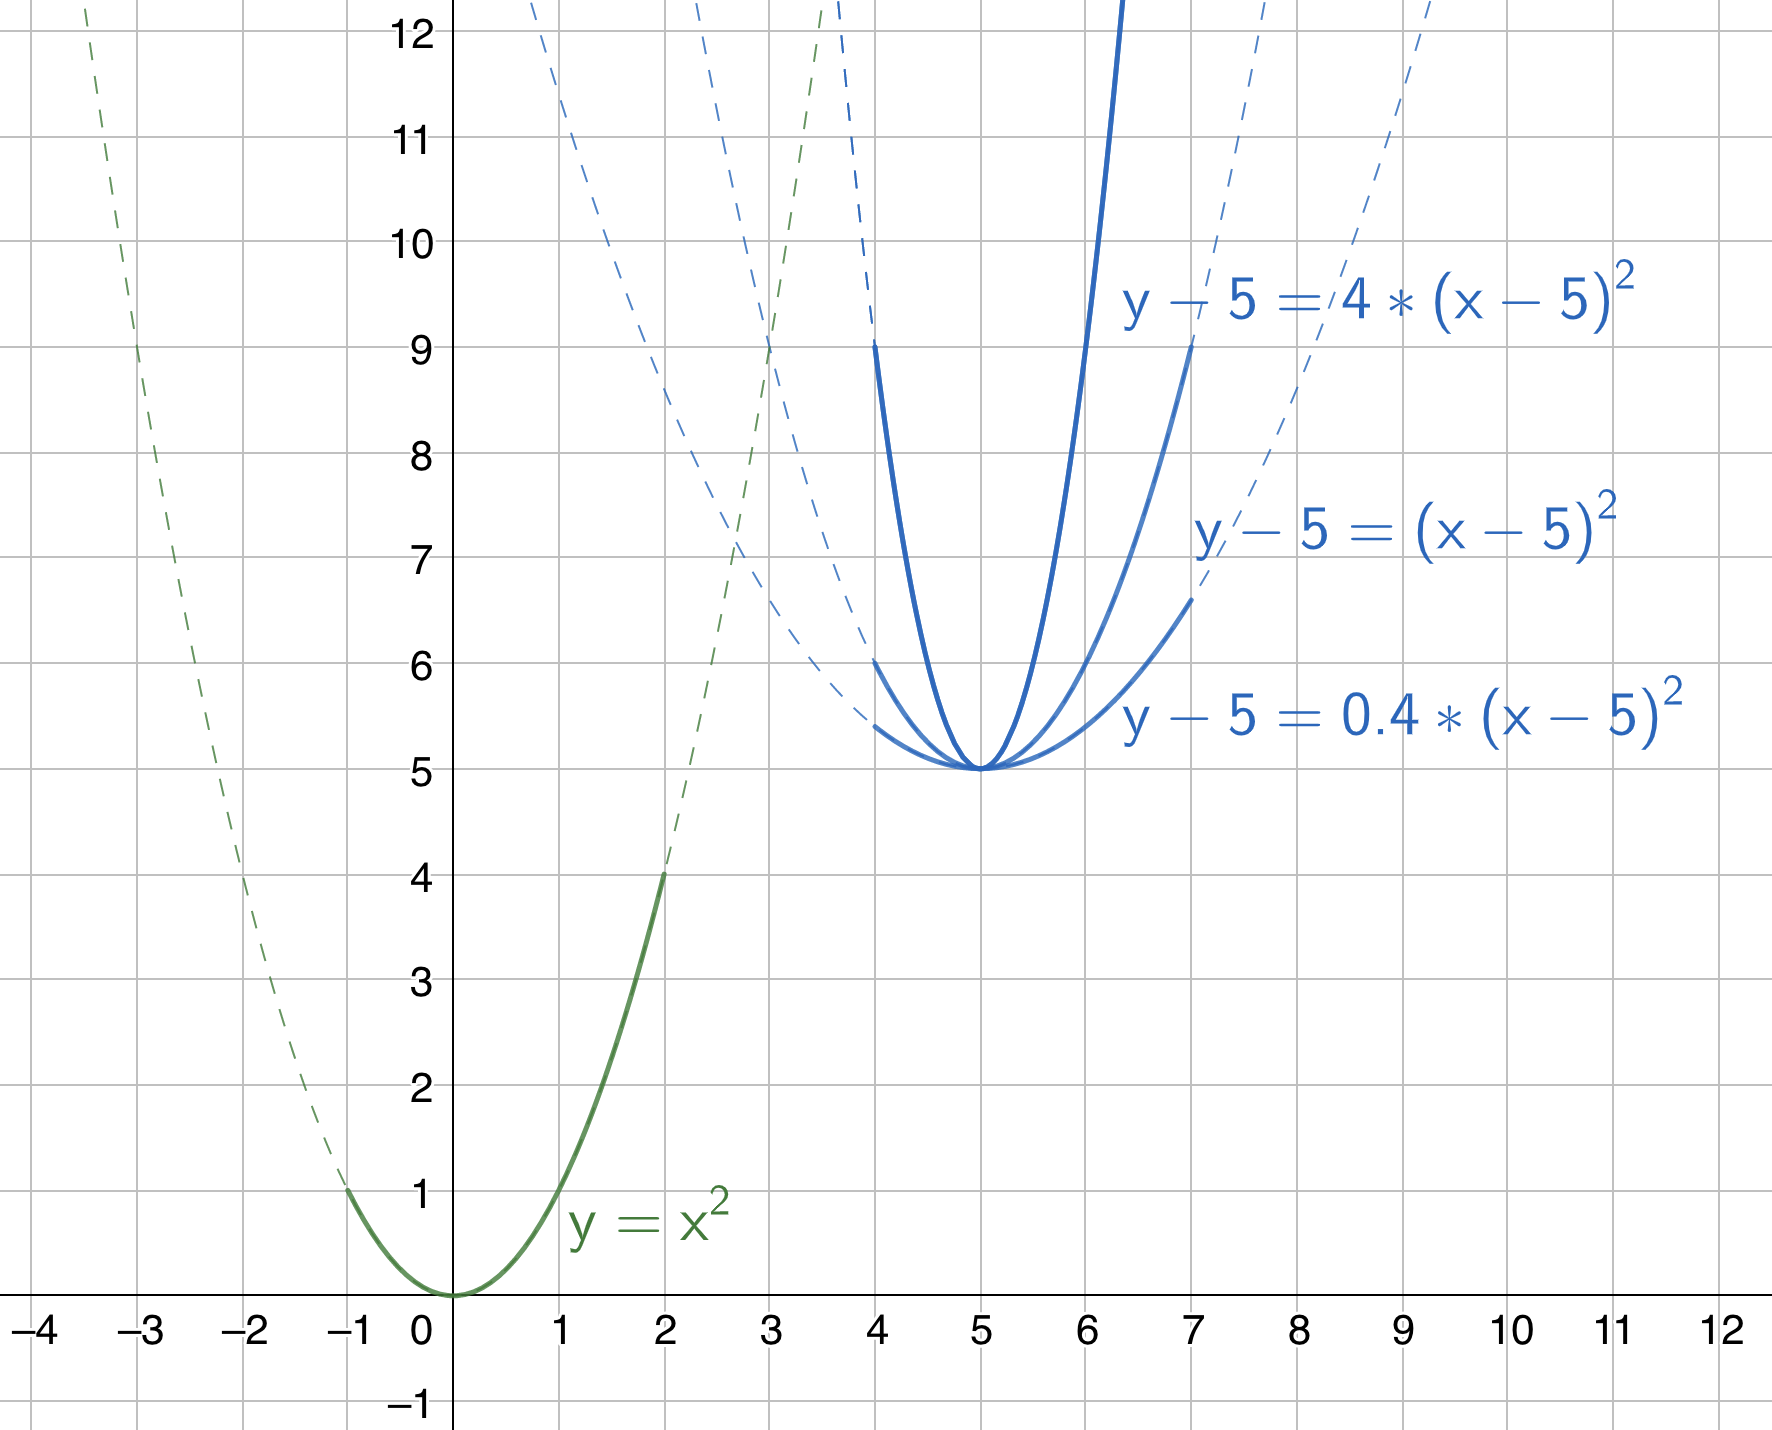 12
11
10
y − 5 = 4 ∗ (x − 5)²
9
8
y − 5 = (x − 5)²
7
6
y − 5 = 0.4 ∗ (x − 5)²
5
4
3
2
1
y = x²
−4 −3 −2 −1 0 1 2 3 4 5 6 7 8 9 10 11 12
−1